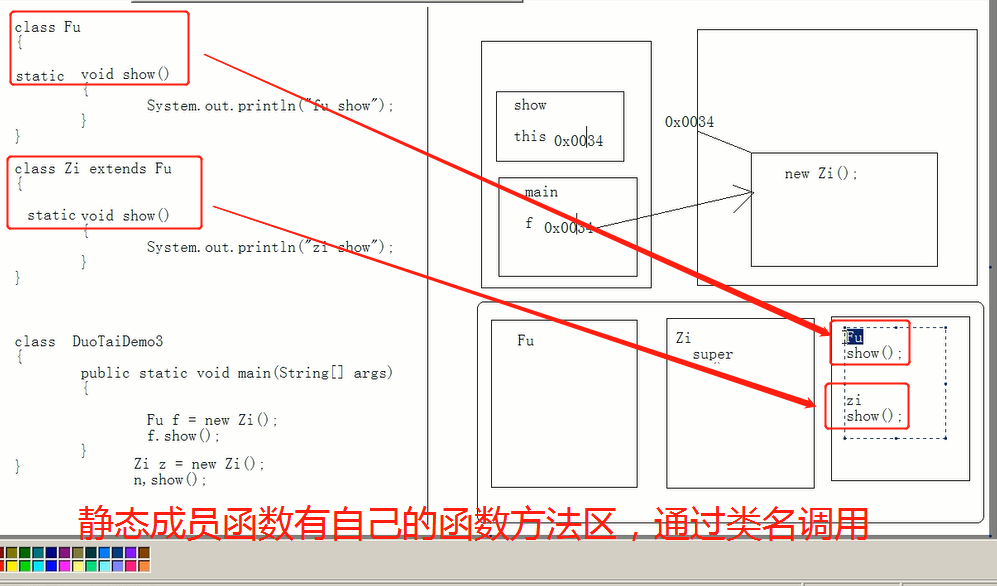 class Fu
{
static void show()
{
System.out.println("fu show");
}
}
class Zi extends Fu
{
static void show()
{
System.out.println("zi show");
}
}
class DuoTaiDemo3
{
public static void main(String[] args)
{
Fu f = new Zi();
f.show();
}
Zi z = new Zi();
}
n,show();
show
this 0x0034
main
f 0x0034
0x0034
new Zi();
Fu
Zi
super
Fu
show();
zi
show();
静态成员函数有自己的函数方法区，通过类名调用